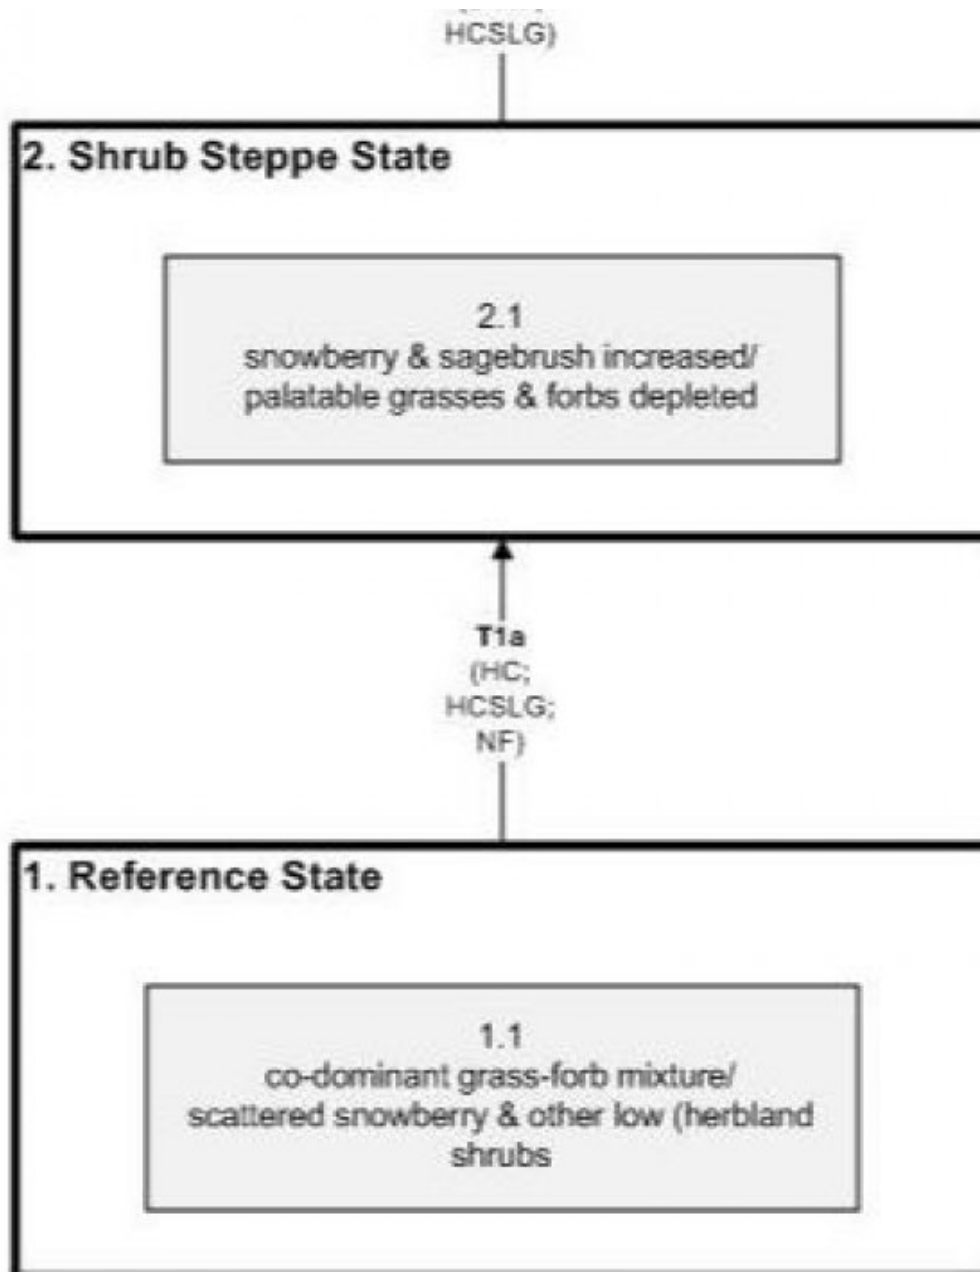 HCSLG)
2. Shrub Steppe State
2.1
snowberry & sagebrush increased/
palatable grasses & forbs depleted
T1a
(HC;
HCSLG;
NF)
1. Reference State
1.1
co-dominant grass-forb mixture/
scattered snowberry & other low (herbland
shrubs